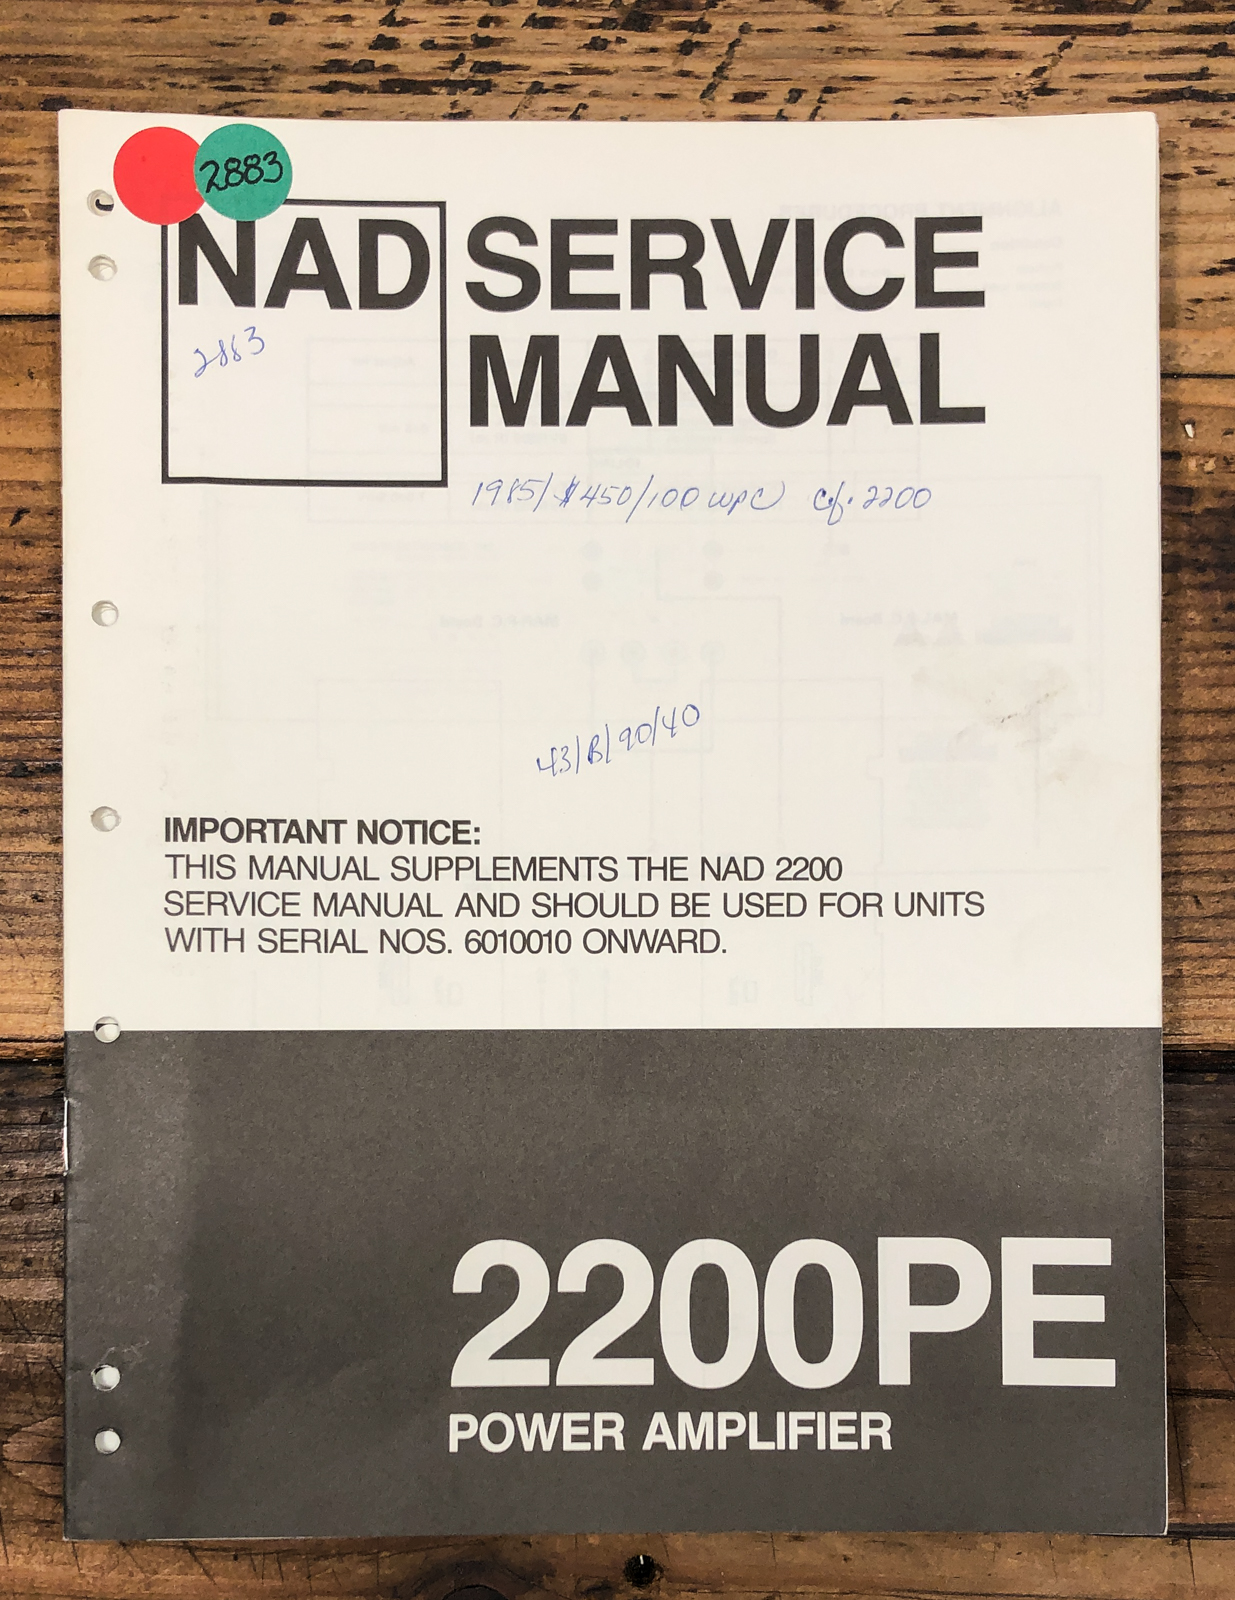 2883
NAD SERVICE
MANUAL
2883
1985/$450/100 wpc cf. 2200
43/B/90/40
IMPORTANT NOTICE:
THIS MANUAL SUPPLEMENTS THE NAD 2200
SERVICE MANUAL AND SHOULD BE USED FOR UNITS
WITH SERIAL NOS. 6010010 ONWARD.
2200PE
POWER AMPLIFIER